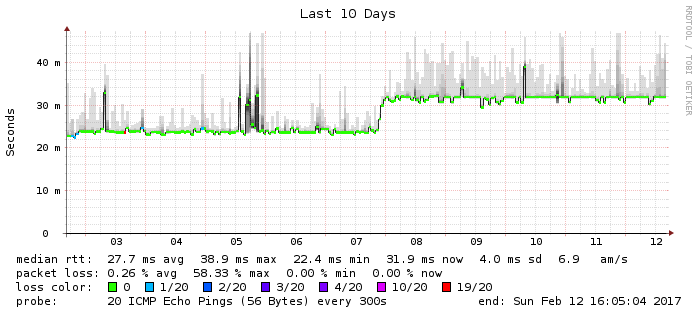 Last 10 Days
RRDTOOL / TOBI OETIKER
Seconds
40 m
30 m
20 m
10 m
0
03 04 05 06 07 08 09 10 11 12
median rtt: 27.7 ms avg 38.9 ms max 22.4 ms min 31.9 ms now 4.0 ms sd 6.9 am/s
packet loss: 0.26 % avg 58.33 % max 0.00 % min 0.00 % now
loss color: 0 1/20 2/20 3/20 4/20 10/20 19/20
probe: 20 ICMP Echo Pings (56 Bytes) every 300s end: Sun Feb 12 16:05:04 2017